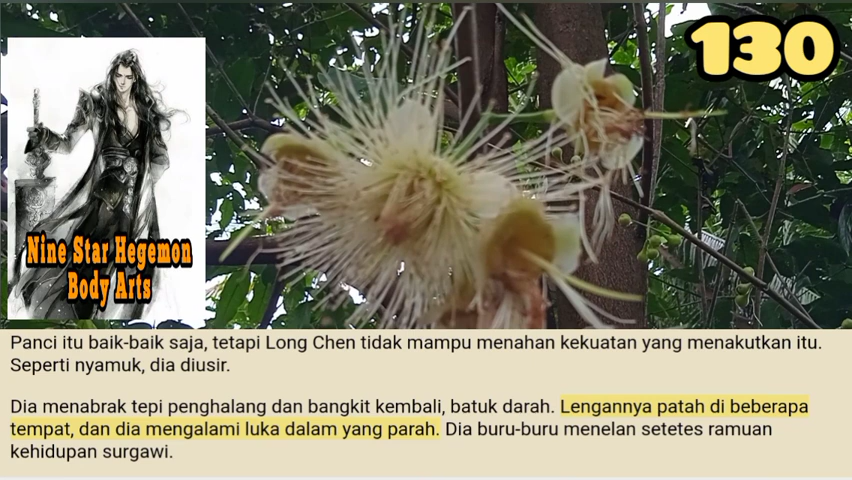 130
Nine Star Hegemon
Body Arts
Panci itu baik-baik saja, tetapi Long Chen tidak mampu menahan kekuatan yang menakutkan itu.
Seperti nyamuk, dia diusir.
Dia menabrak tepi penghalang dan bangkit kembali, batuk darah. Lengannya patah di beberapa
tempat, dan dia mengalami luka dalam yang parah. Dia buru-buru menelan setetes ramuan
kehidupan surgawi.